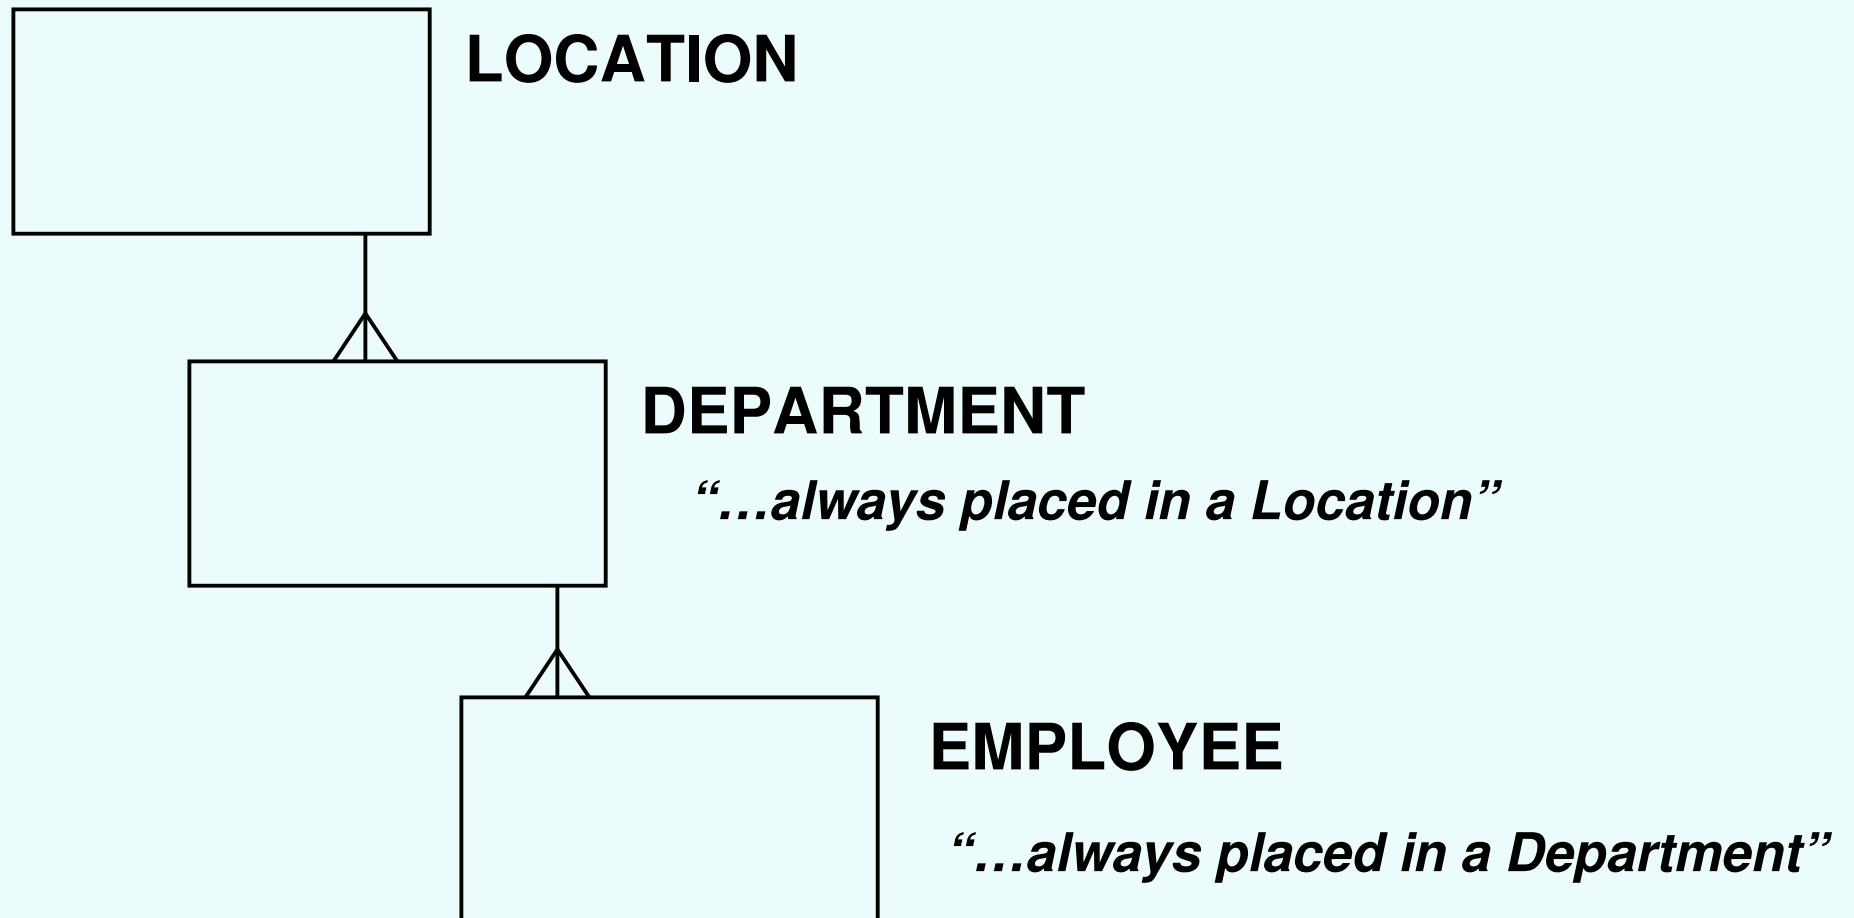 LOCATION
DEPARTMENT
“…always placed in a Location”
EMPLOYEE
“…always placed in a Department”